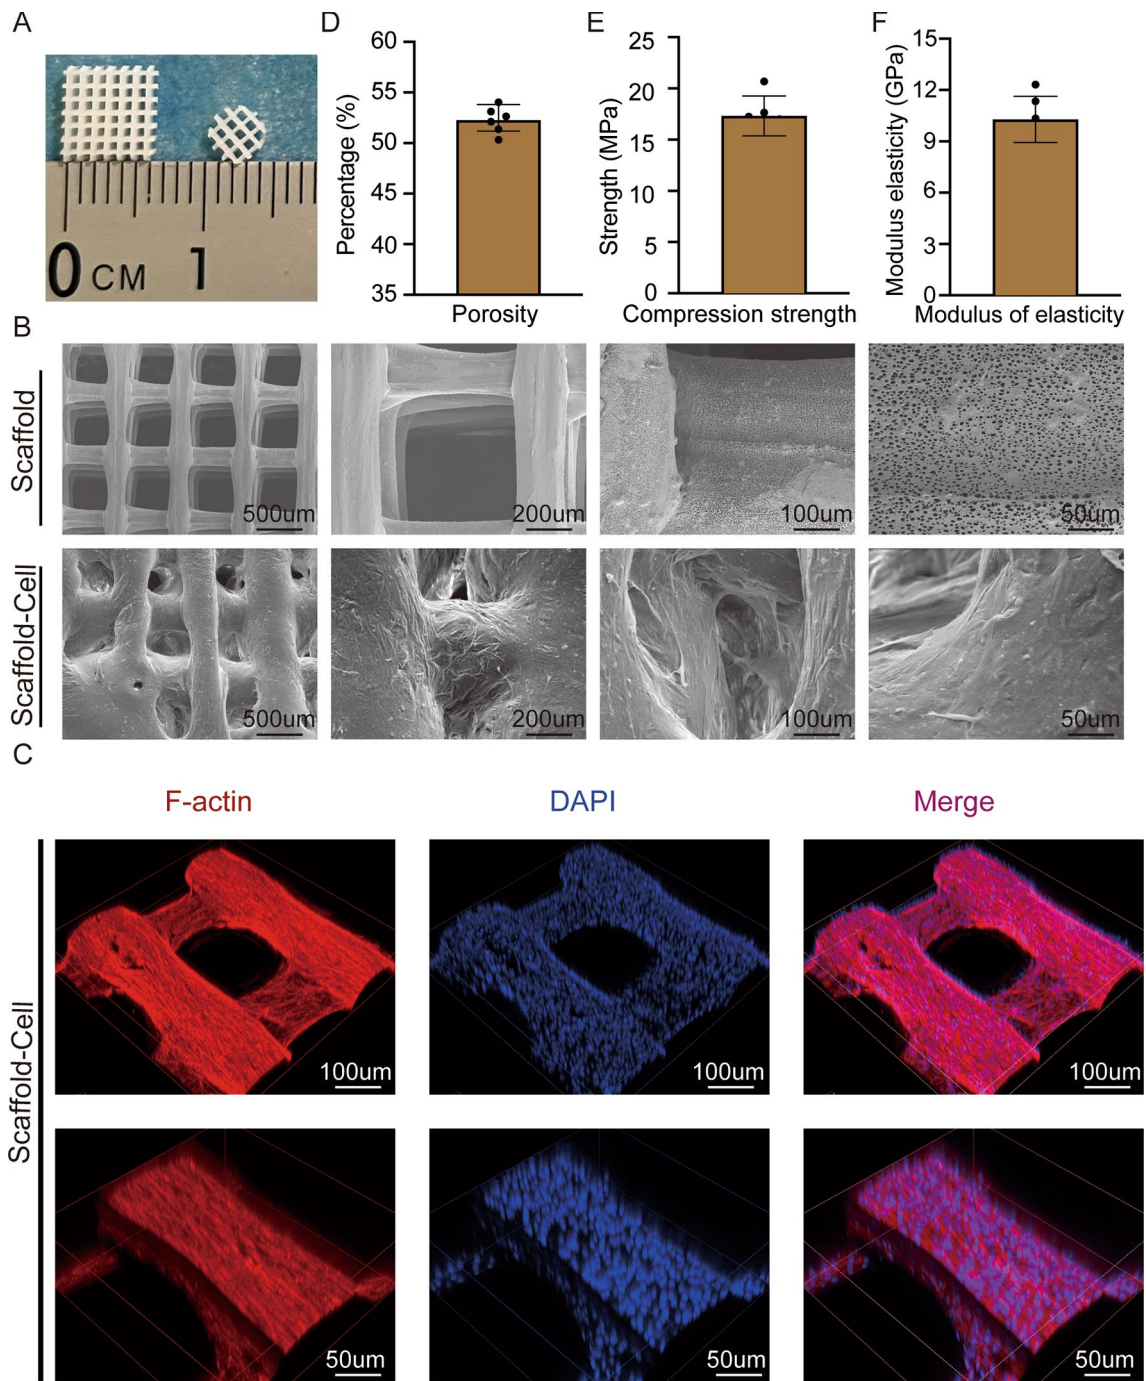 A
0 CM 1
D
Percentage (%)
60
55
50
45
40
35
Porosity
E
Strength (MPa)
25
20
15
10
5
0
Compression strength
F
Modulus elasticity (GPa)
15
12
9
6
3
0
Modulus of elasticity
B
Scaffold
500um
200um
100um
50um
Scaffold-Cell
500um
200um
100um
50um
C
F-actin
DAPI
Merge
Scaffold-Cell
100um
100um
100um
50um
50um
50um